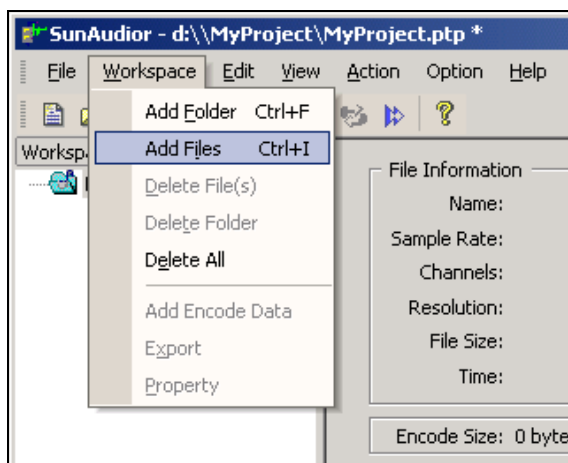 SunAudior - d:\\MyProject\MyProject.ptp *
File Workspace Edit View Action Option Help
Add Folder Ctrl+F
Add Files Ctrl+I
Delete File(s)
Delete Folder
Delete All
Add Encode Data
Export
Property
File Information
Name:
Sample Rate:
Channels:
Resolution:
File Size:
Time:
Encode Size: 0 byte